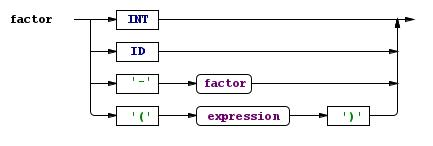 factor INT
ID
'-' factor
'(' expression ')'